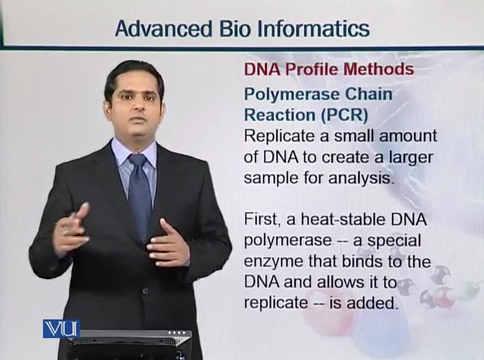 Advanced Bio Informatics
DNA Profile Methods
Polymerase Chain
Reaction (PCR)
Replicate a small amount
of DNA to create a larger
sample for analysis.
First, a heat-stable DNA
polymerase -- a special
enzyme that binds to the
DNA and allows it to
replicate -- is added.
VU